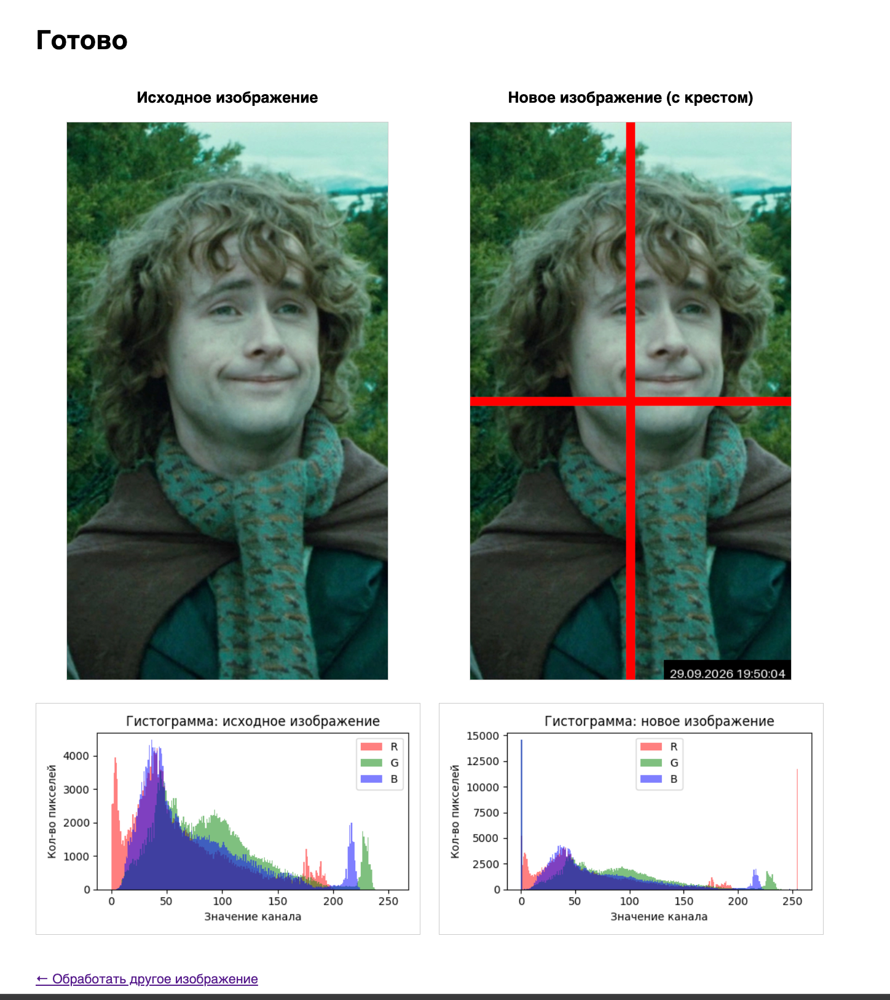 Готово
Исходное изображение
Новое изображение (с крестом)
29.09.2026 19:50:04
Гистограмма: исходное изображение
Кол-во пикселей
4000
3000
2000
1000
0
0 50 100 150 200 250
Значение канала
R
G
B
Гистограмма: новое изображение
Кол-во пикселей
15000
12500
10000
7500
5000
2500
0
0 50 100 150 200 250
Значение канала
R
G
B
← Обработать другое изображение